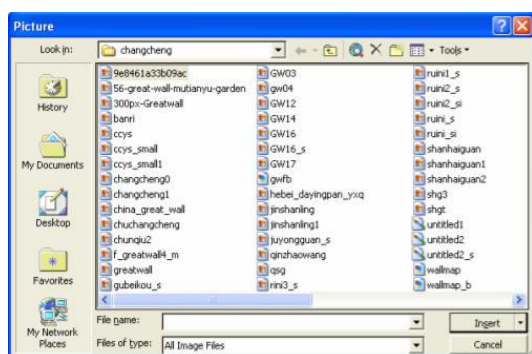 Picture
Look in:
changcheng
Tools
History
My Documents
Desktop
Favorites
My Network Places
9e8461a33b09ac
56-great-wall-mutianyu-garden
300px-Greatwall
banri
ccys
ccys_small
ccys_small1
changcheng0
changcheng1
china_great_wall
chuchangcheng
chunqiu2
f_greatwall4_m
greatwall
gubeikou_s
GW03
gw04
GW12
GW14
GW16
GW16_s
GW17
gwfb
hebei_dayingpan_yxq
jinshanling
jinshanling1
juyongguan_s
qinzhaowang
qsg
rini3_s
ruini1_s
ruini2_s
ruini2_si
ruini_s
ruini_si
shanhaiguan
shanhaiguan1
shanhaiguan2
shg3
shgt
untitled1
untitled2
untitled2_s
wallmap
wallmap_b
File name:
Insert
Files of type:
All Image Files
Cancel